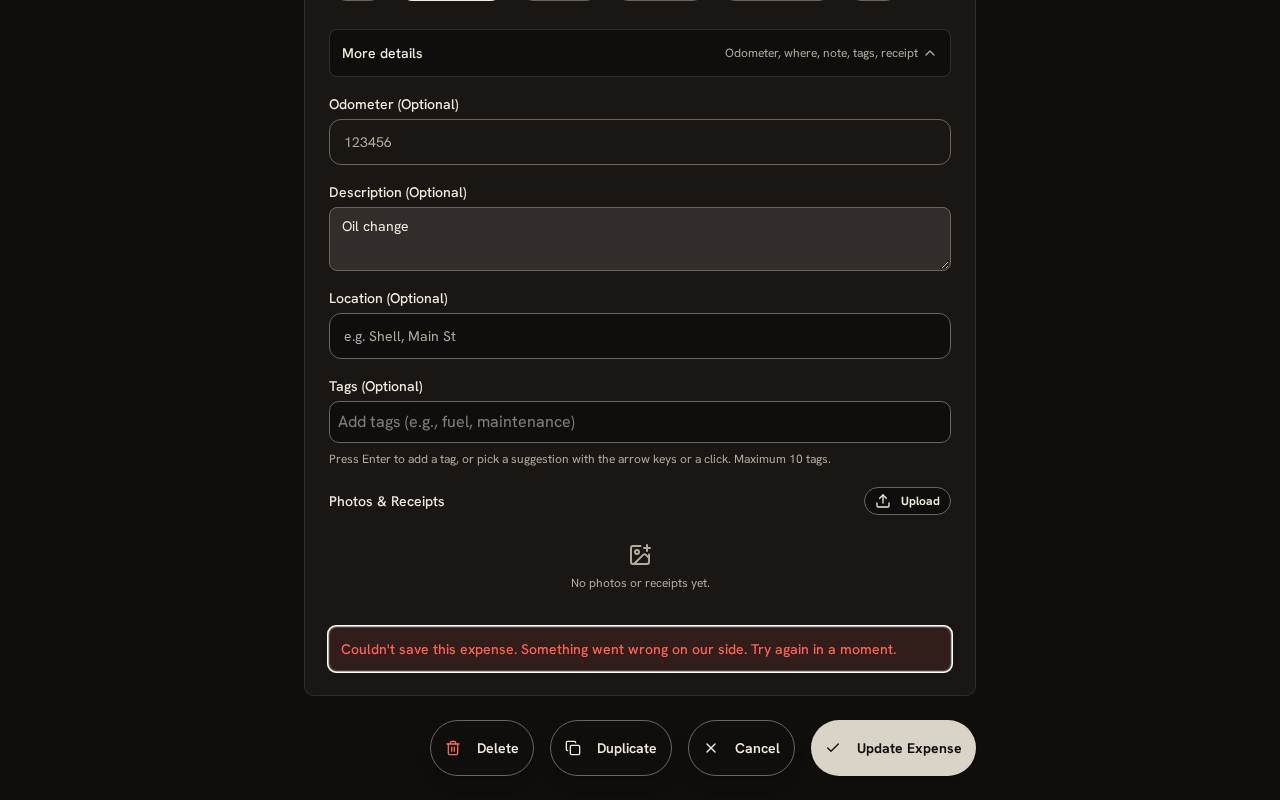 More details
Odometer, where, note, tags, receipt
Odometer (Optional)
123456
Description (Optional)
Oil change
Location (Optional)
e.g. Shell, Main St
Tags (Optional)
Add tags (e.g., fuel, maintenance)
Press Enter to add a tag, or pick a suggestion with the arrow keys or a click. Maximum 10 tags.
Photos & Receipts
Upload
No photos or receipts yet.
Couldn't save this expense. Something went wrong on our side. Try again in a moment.
Delete
Duplicate
Cancel
Update Expense